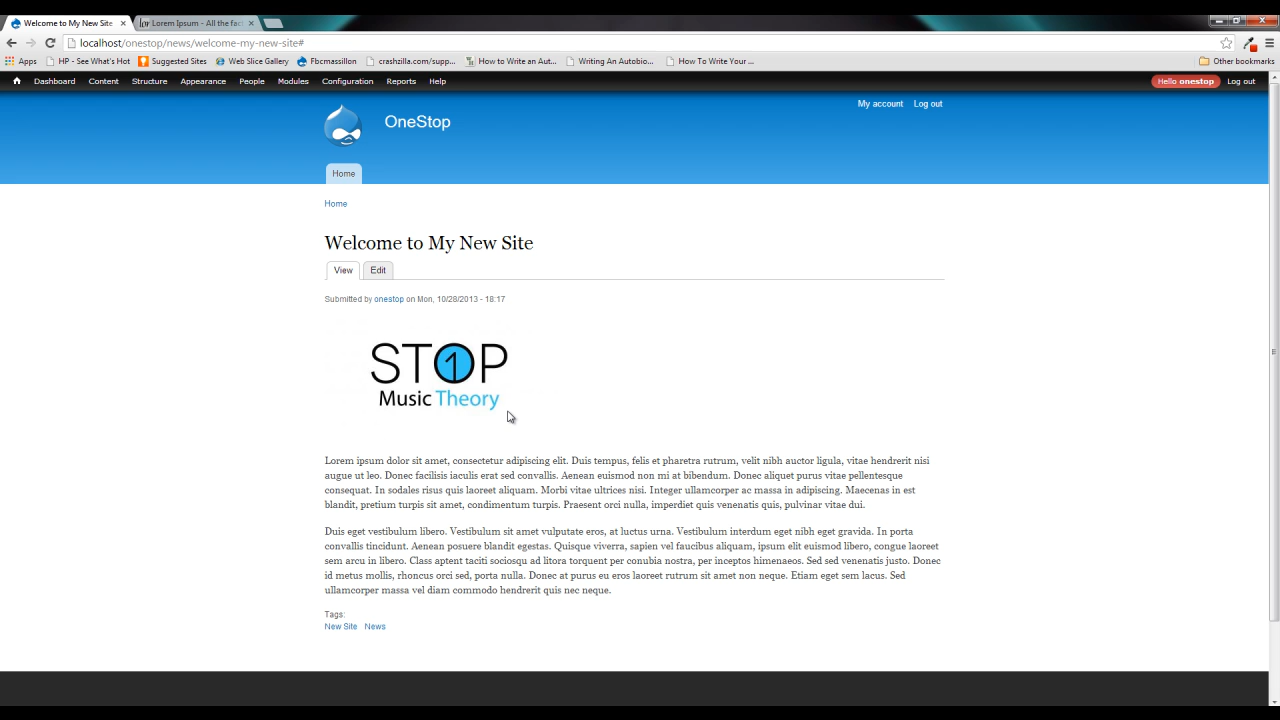 Welcome to My New Site
Lorem Ipsum - All the fac
localhost/onestop/news/welcome-my-new-site#
Apps HP - See What's Hot Suggested Sites Web Slice Gallery Fbcmassillon crashzilla.com/supp... How to Write an Aut... Writing An Autobio... How To Write Your ... Other bookmarks
Dashboard Content Structure Appearance People Modules Configuration Reports Help Hello onestop Log out
My account Log out
OneStop
Home
Home
Welcome to My New Site
View Edit
Submitted by onestop on Mon, 10/28/2013 - 18:17
ST1P
Music Theory
Lorem ipsum dolor sit amet, consectetur adipiscing elit. Duis tempus, felis et pharetra rutrum, velit nibh auctor ligula, vitae hendrerit nisi
augue ut leo. Donec facilisis iaculis erat sed convallis. Aenean euismod non mi at bibendum. Donec aliquet purus vitae pellentesque
consequat. In sodales risus quis laoreet aliquam. Morbi vitae ultrices nisi. Integer ullamcorper ac massa in adipiscing. Maecenas in est
blandit, pretium turpis sit amet, condimentum turpis. Praesent orci nulla, imperdiet quis venenatis quis, pulvinar vitae dui.
Duis eget vestibulum libero. Vestibulum sit amet vulputate eros, at luctus urna. Vestibulum interdum eget nibh eget gravida. In porta
convallis tincidunt. Aenean posuere blandit egestas. Quisque viverra, sapien vel faucibus aliquam, ipsum elit euismod libero, congue laoreet
sem arcu in libero. Class aptent taciti sociosqu ad litora torquent per conubia nostra, per inceptos himenaeos. Sed sed venenatis justo. Donec
id metus mollis, rhoncus orci sed, porta nulla. Donec at purus eu eros laoreet rutrum sit amet non neque. Etiam eget sem lacus. Sed
ullamcorper massa vel diam commodo hendrerit quis nec neque.
Tags:
New Site News